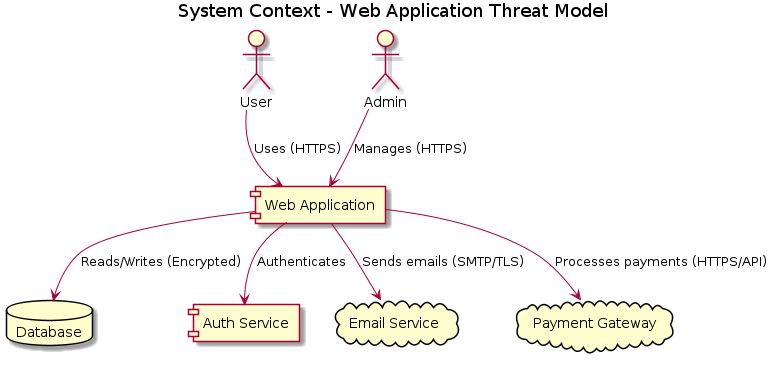 System Context - Web Application Threat Model
User
Admin
Uses (HTTPS)
Manages (HTTPS)
Web Application
Reads/Writes (Encrypted)
Authenticates
Sends emails (SMTP/TLS)
Processes payments (HTTPS/API)
Database
Auth Service
Email Service
Payment Gateway